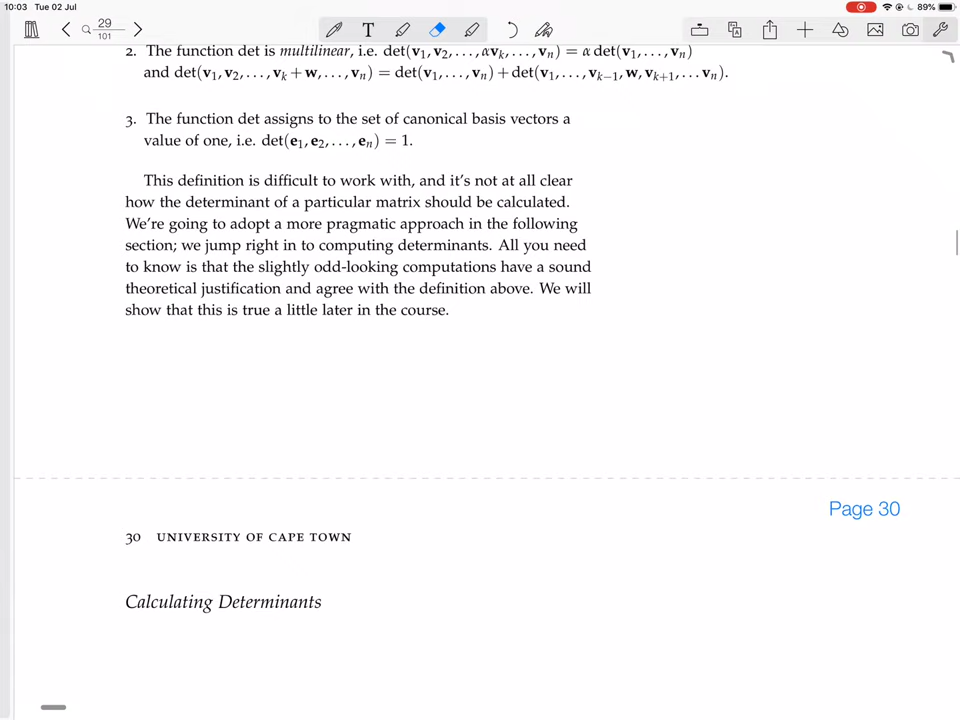 10:03 Tue 02 Jul
89%
29
101
T
2. The function det is multilinear, i.e. det(v₁, v₂, . . . , αvₖ, . . . , vₙ) = α det(v₁, . . . , vₙ)
and det(v₁, v₂, . . . , vₖ + w, . . . , vₙ) = det(v₁, . . . , vₙ) + det(v₁, . . . , vₖ₋₁, w, vₖ₊₁, . . . vₙ).
3. The function det assigns to the set of canonical basis vectors a
value of one, i.e. det(e₁, e₂, . . . , eₙ) = 1.
This definition is difficult to work with, and it's not at all clear
how the determinant of a particular matrix should be calculated.
We're going to adopt a more pragmatic approach in the following
section; we jump right in to computing determinants. All you need
to know is that the slightly odd-looking computations have a sound
theoretical justification and agree with the definition above. We will
show that this is true a little later in the course.
Page 30
30 UNIVERSITY OF CAPE TOWN
Calculating Determinants